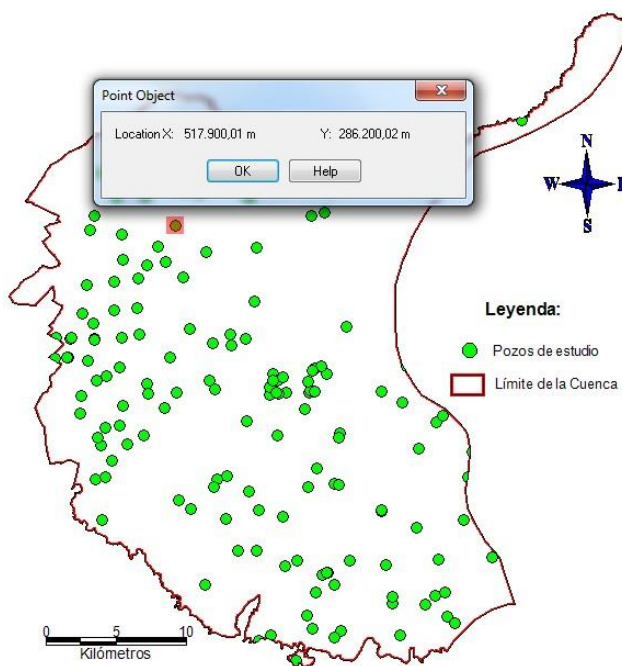 Point Object
Location X: 517.900,01 m Y: 286.200,02 m
OK Help
N
W E
S
Leyenda:
Pozos de estudio
Límite de la Cuenca
0 5 10
Kilómetros